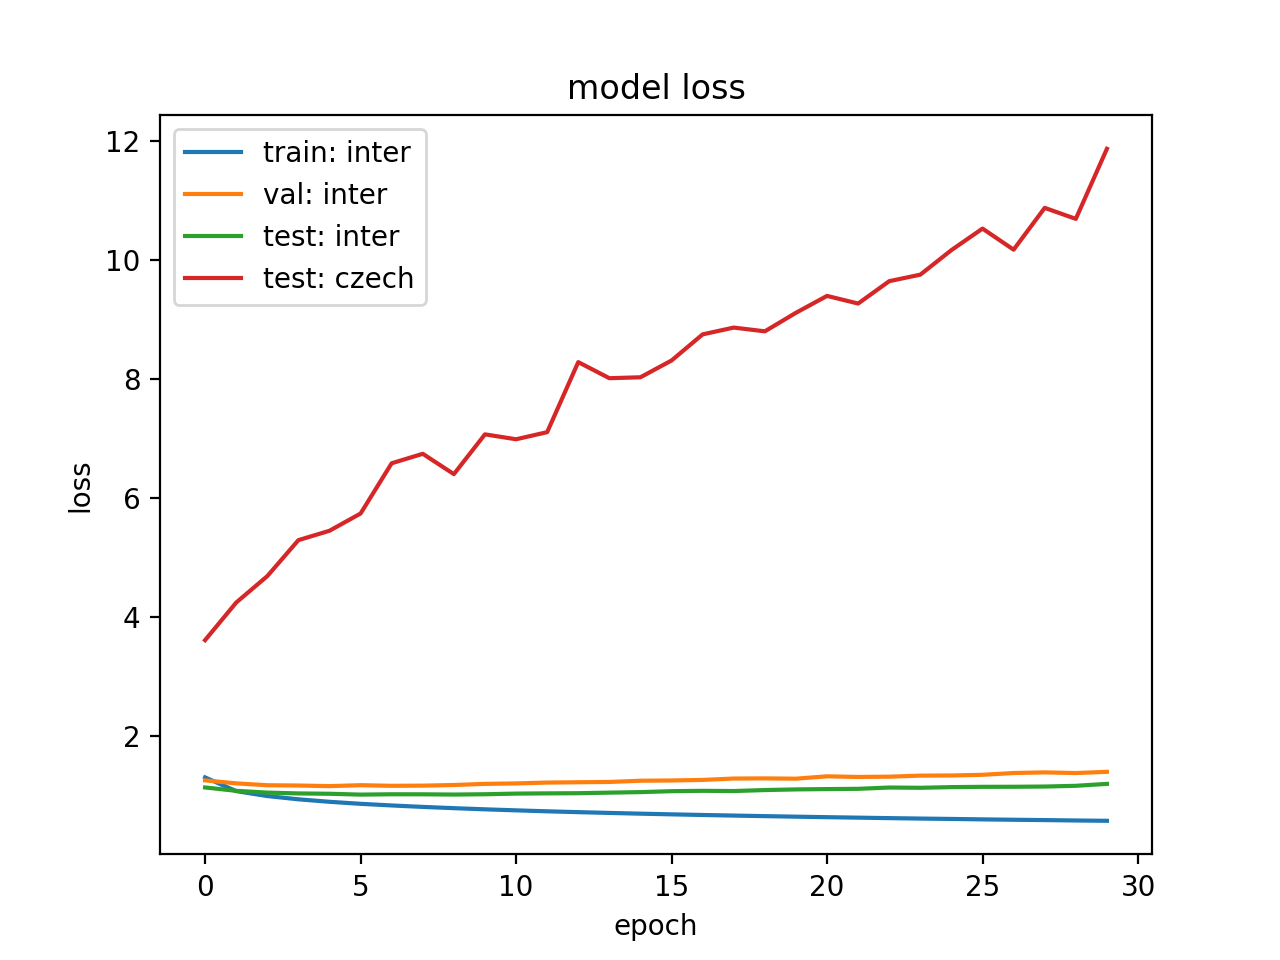 model loss
train: inter
val: inter
test: inter
test: czech
12
10
8
6
4
2
loss
0 5 10 15 20 25 30
epoch